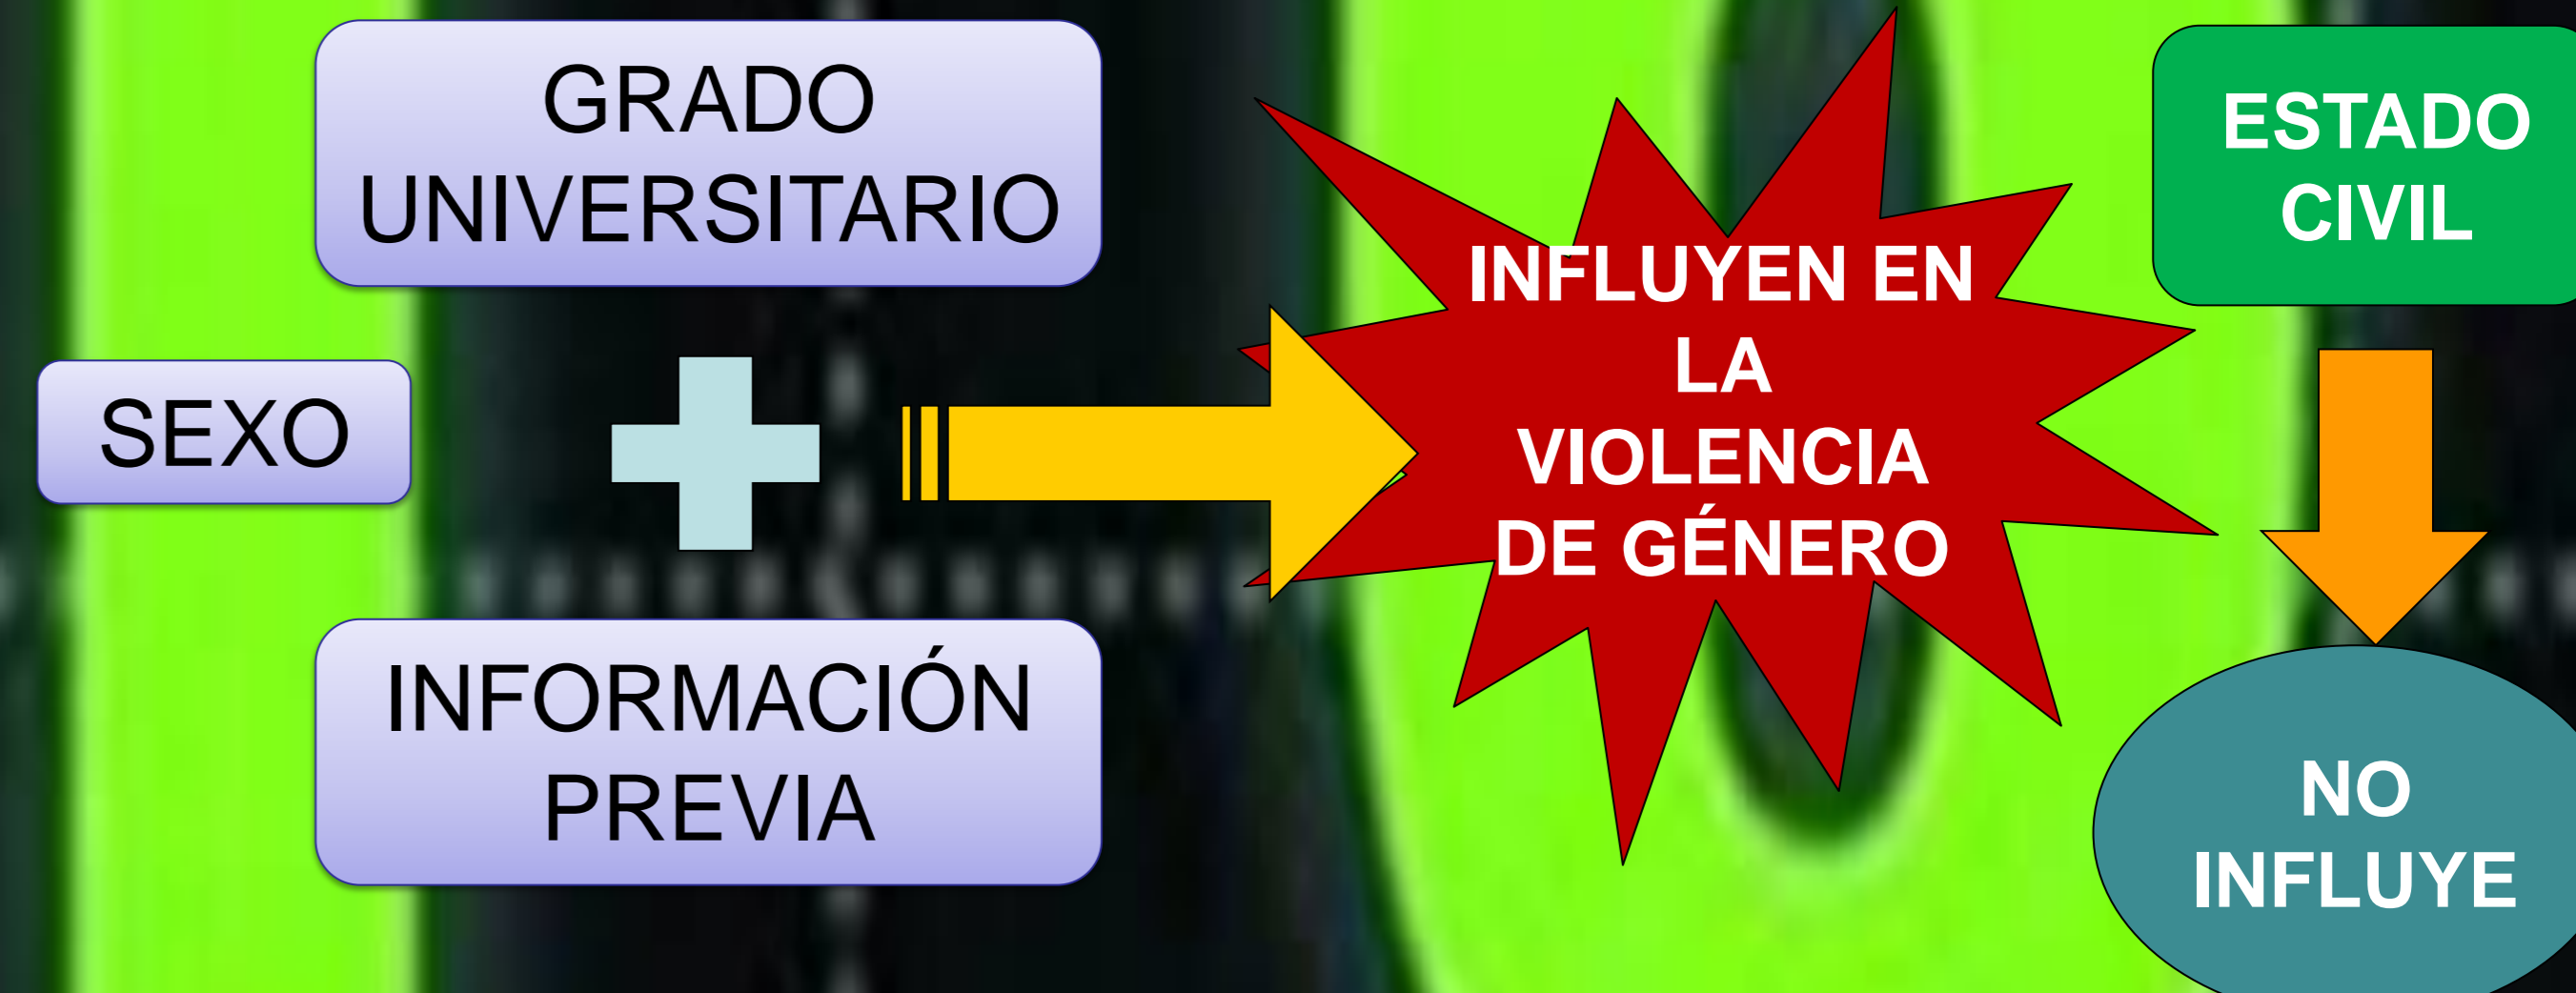 GRADO
UNIVERSITARIO
SEXO
INFORMACIÓN
PREVIA
INFLUYEN EN
LA
VIOLENCIA
DE GÉNERO
ESTADO
CIVIL
NO
INFLUYE